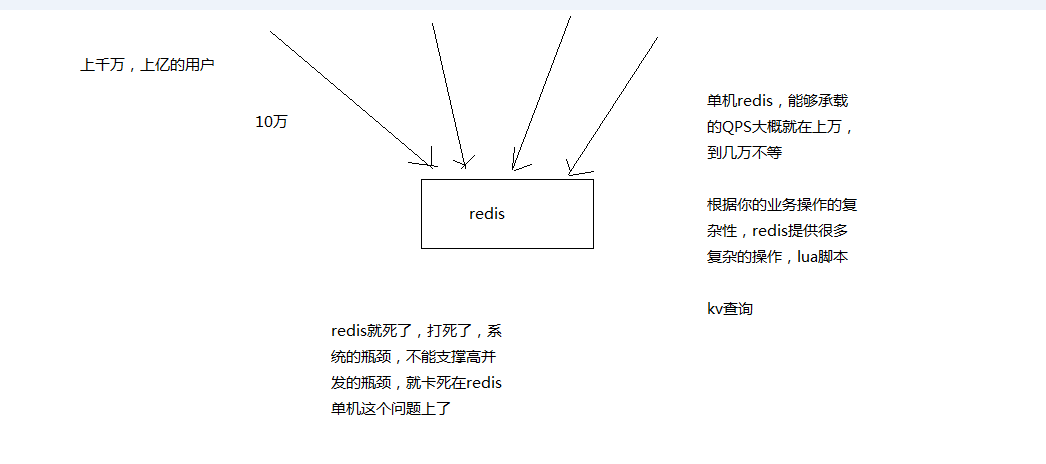 上千万，上亿的用户
10万
单机redis，能够承载
的QPS大概就在上万，
到几万不等
根据你的业务操作的复
杂性，redis提供很多
复杂的操作，lua脚本
kv查询
redis
redis就死了，打死了，系
统的瓶颈，不能支撑高并
发的瓶颈，就卡死在redis
单机这个问题上了